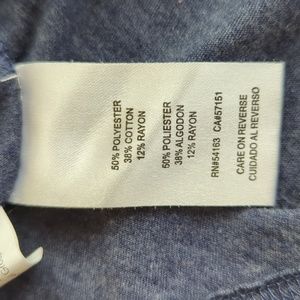 50% POLYESTER
38% COTTON
12% RAYON
50% POLIESTER
38% ALGODON
12% RAYON
RN#54163 CA#57151
CARE ON REVERSE
CUIDADO AL REVERSO